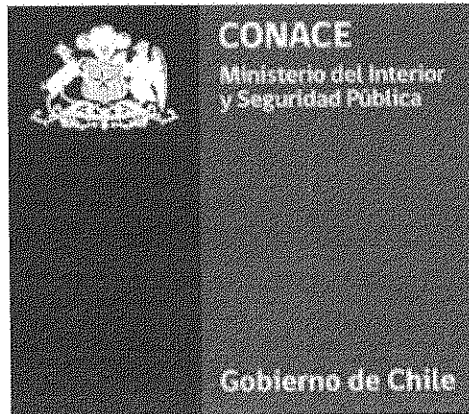 CONACE
Ministerio del Interior
y Seguridad Pública
Gobierno de Chile